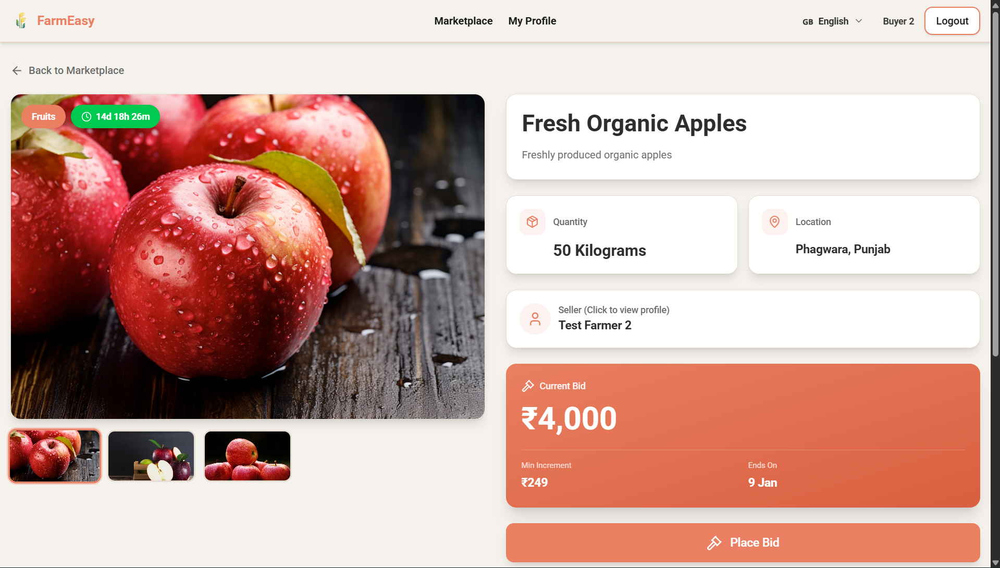 FarmEasy
Marketplace
My Profile
GB English
Buyer 2
Logout
Back to Marketplace
Fruits
14d 18h 26m
Fresh Organic Apples
Freshly produced organic apples
Quantity
50 Kilograms
Location
Phagwara, Punjab
Seller (Click to view profile)
Test Farmer 2
Current Bid
₹4,000
Min Increment
₹249
Ends On
9 Jan
Place Bid